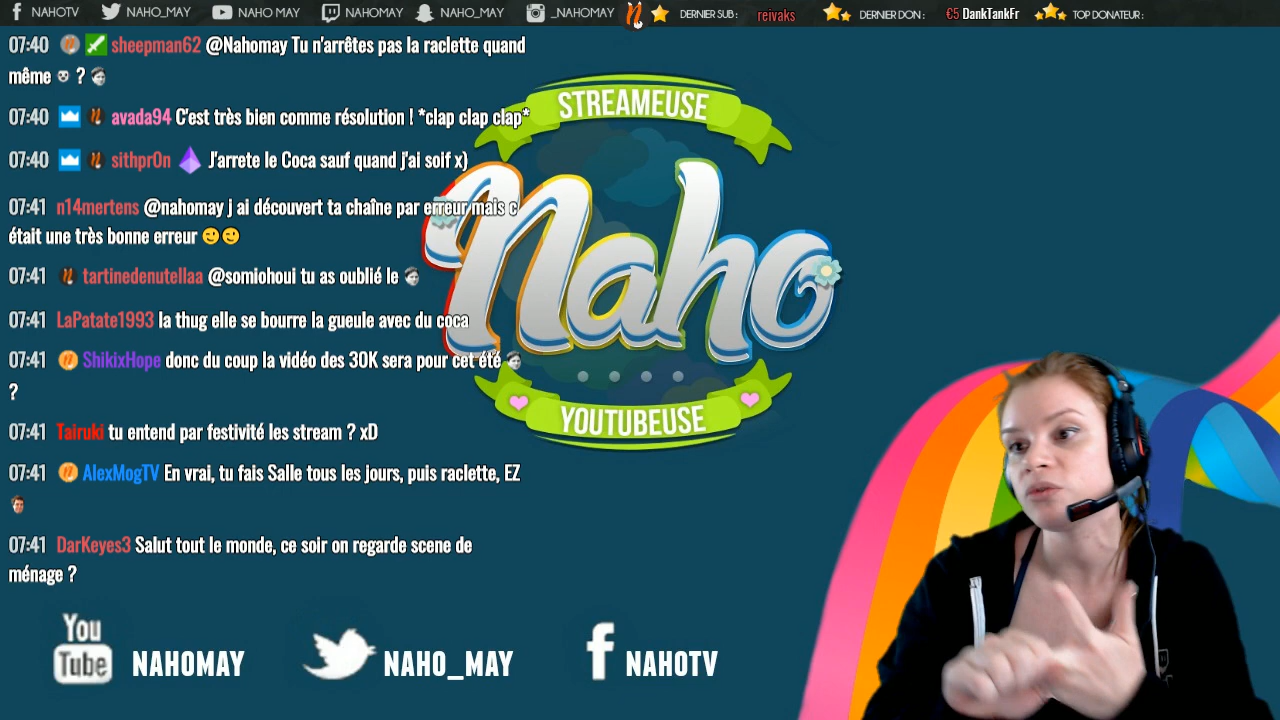 NAHOTV NAHO_MAY NAHO MAY NAHOMAY NAHO_MAY _NAHOMAY DERNIER SUB : reivaks DERNIER DON : €5 DankTankFr TOP DONATEUR :
07:40 sheepman62 @Nahomay Tu n'arrêtes pas la raclette quand
même ?
07:40 avada94 C'est très bien comme résolution ! *clap clap clap*
07:40 sithpr0n J'arrete le Coca sauf quand j'ai soif x)
07:41 n14mertens @nahomay j ai découvert ta chaîne par erreur mais c
était une très bonne erreur 😉😉
07:41 tartinedenutellaa @somiohoui tu as oublié le
07:41 LaPatate1993 la thug elle se bourre la gueule avec du coca
07:41 ShikixHope donc du coup la vidéo des 30K sera pour cet été
?
07:41 Tairuki tu entend par festivité les stream ? xD
07:41 AlexMogTV En vrai, tu fais Salle tous les jours, puis raclette, EZ
07:41 DarKeyes3 Salut tout le monde, ce soir on regarde scene de
ménage ?
STREAMEUSE
Naho
YOUTUBEUSE
You
Tube NAHOMAY NAHO_MAY NAHOTV